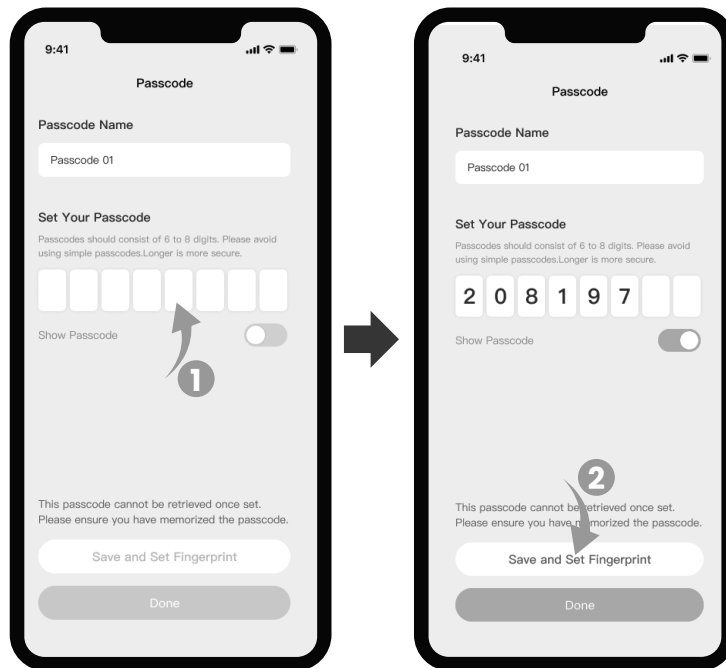 9:41
Passcode
Passcode Name
Passcode 01
Set Your Passcode
Passcodes should consist of 6 to 8 digits. Please avoid
using simple passcodes.Longer is more secure.
Show Passcode
1
This passcode cannot be retrieved once set.
Please ensure you have memorized the passcode.
Save and Set Fingerprint
Done
9:41
Passcode
Passcode Name
Passcode 01
Set Your Passcode
Passcodes should consist of 6 to 8 digits. Please avoid
using simple passcodes.Longer is more secure.
2 0 8 1 9 7
Show Passcode
2
This passcode cannot be retrieved once set.
Please ensure you have memorized the passcode.
Save and Set Fingerprint
Done